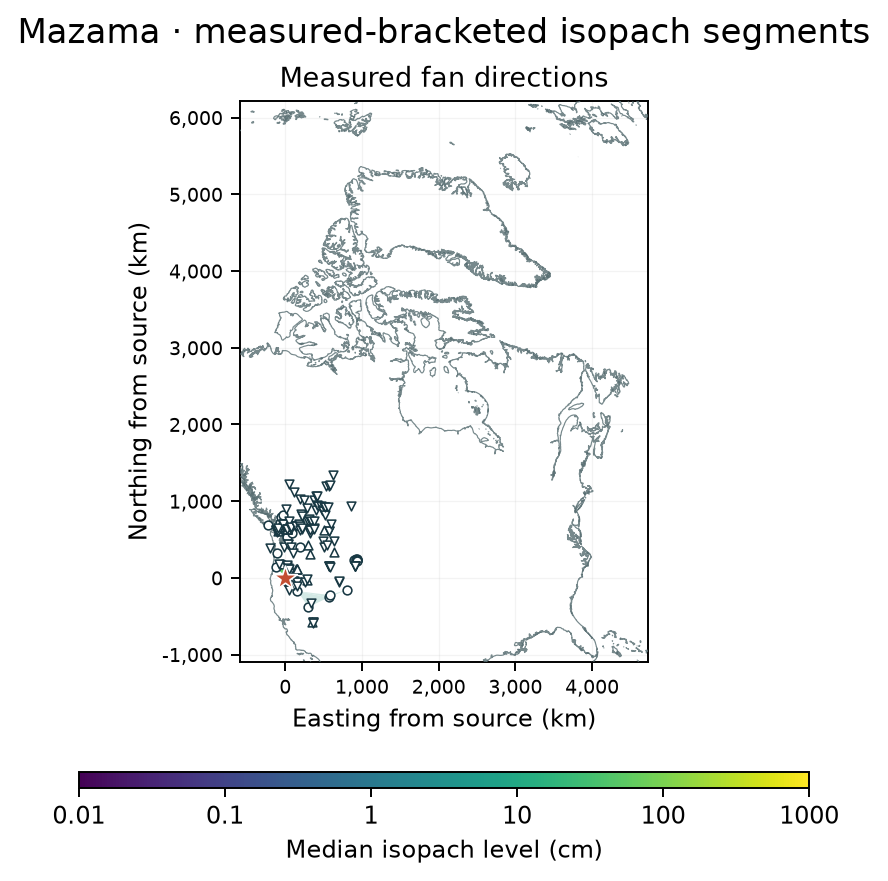 Mazama · measured-bracketed isopach segments
Measured fan directions
6,000
5,000
4,000
3,000
2,000
1,000
0
-1,000
Northing from source (km)
0 1,000 2,000 3,000 4,000
Easting from source (km)
0.01 0.1 1 10 100 1000
Median isopach level (cm)